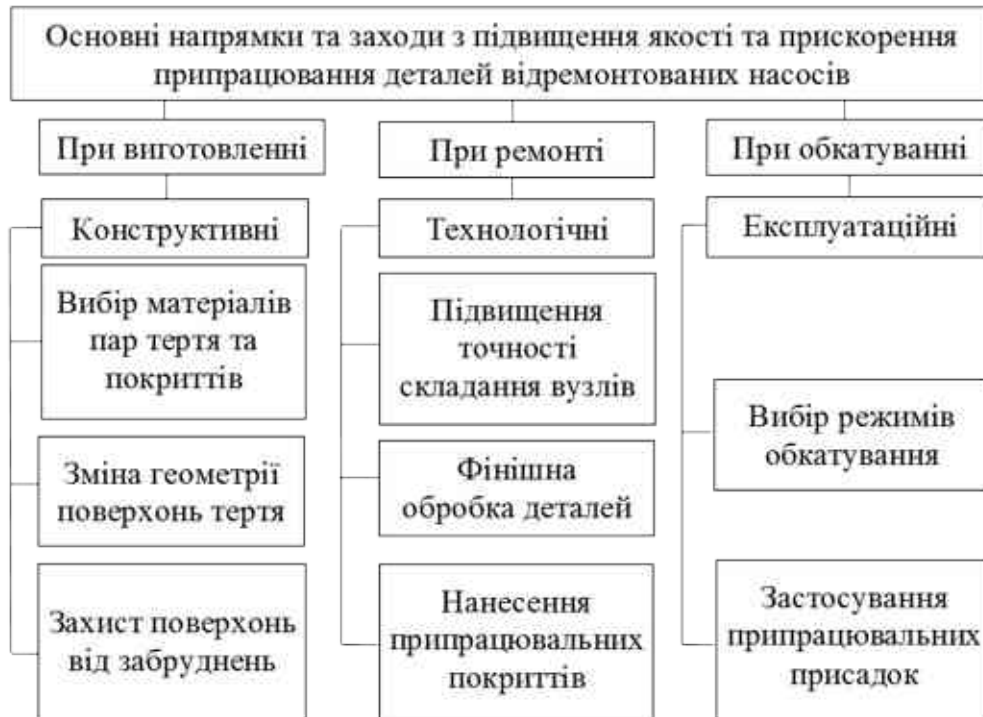 Основні напрямки та заходи з підвищення якості та прискорення
припрацювання деталей відремонтованих насосів
При виготовленні
При ремонті
При обкатуванні
Конструктивні
Технологічні
Експлуатаційні
Вибір матеріалів
пар тертя та
покриттів
Підвищення
точності
складання вузлів
Вибір режимів
обкатування
Зміна геометрії
поверхонь тертя
Фінішна
обробка деталей
Захист поверхонь
від забруднень
Нанесення
припрацювальних
покриттів
Застосування
припрацювальних
присадок